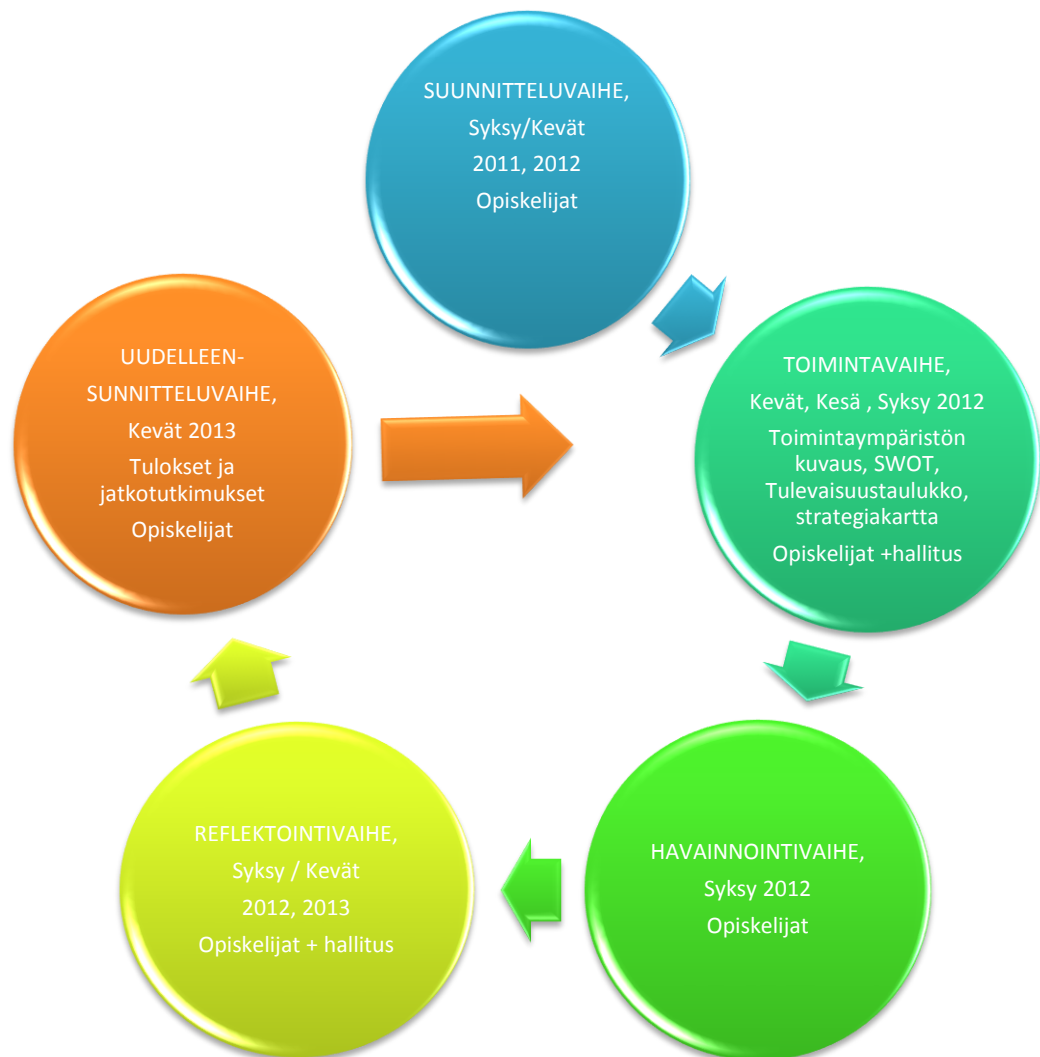 SUUNNITTELUVAIHE,
Syksy/Kevät
2011, 2012
Opiskelijat
TOIMINTAVAIHE,
Kevät, Kesä , Syksy 2012
Toimintaympäristön
kuvaus, SWOT,
Tulevaisuustaulukko,
strategiakartta
Opiskelijat +hallitus
HAVAINNOINTIVAIHE,
Syksy 2012
Opiskelijat
REFLEKTOINTIVAIHE,
Syksy / Kevät
2012, 2013
Opiskelijat + hallitus
UUDELLEEN-
SUNNITTELUVAIHE,
Kevät 2013
Tulokset ja
jatkotutkimukset
Opiskelijat